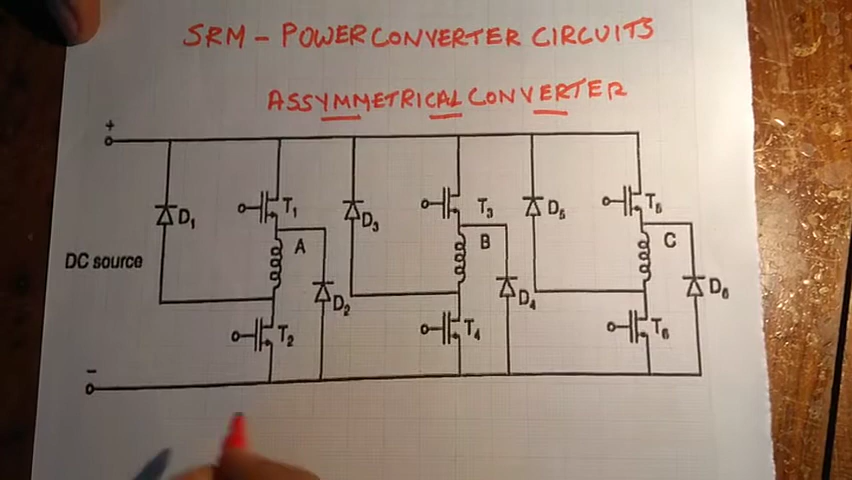 SRM - POWER CONVERTER CIRCUITS
ASSYMMETRICAL CONVERTER
+
D1 T1 D3 T3 D5 T5
A B C
DC source
D2 D4 D6
T2 T4 T6
-